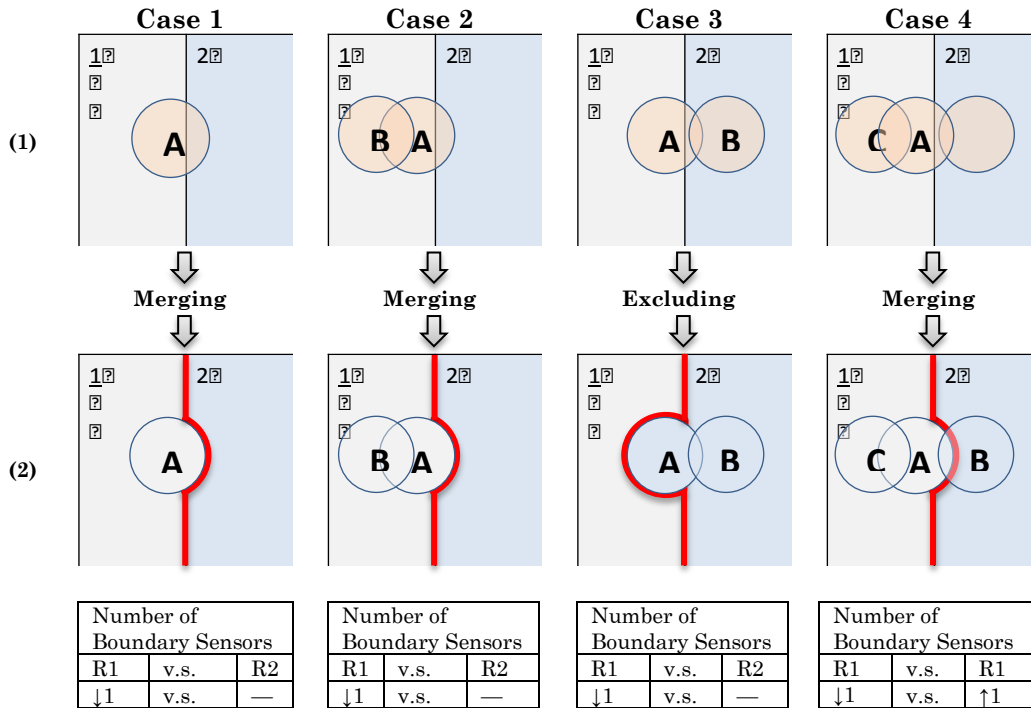 Case 1 Case 2 Case 3 Case 4
1⍰ 2⍰ 1⍰ 2⍰ 1⍰ 2⍰ 1⍰ 2⍰
⍰ ⍰ ⍰ ⍰
⍰ ⍰ ⍰ ⍰
(1) A B A A B C A
Merging Merging Excluding Merging
1⍰ 2⍰ 1⍰ 2⍰ 1⍰ 2⍰ 1⍰ 2⍰
⍰ ⍰ ⍰ ⍰
⍰ ⍰ ⍰ ⍰
(2) A B A A B C A B
Number of Number of Number of Number of
Boundary Sensors Boundary Sensors Boundary Sensors Boundary Sensors
R1 v.s. R2 R1 v.s. R2 R1 v.s. R2 R1 v.s. R1
↓1 v.s. — ↓1 v.s. — ↓1 v.s. — ↓1 v.s. ↑1